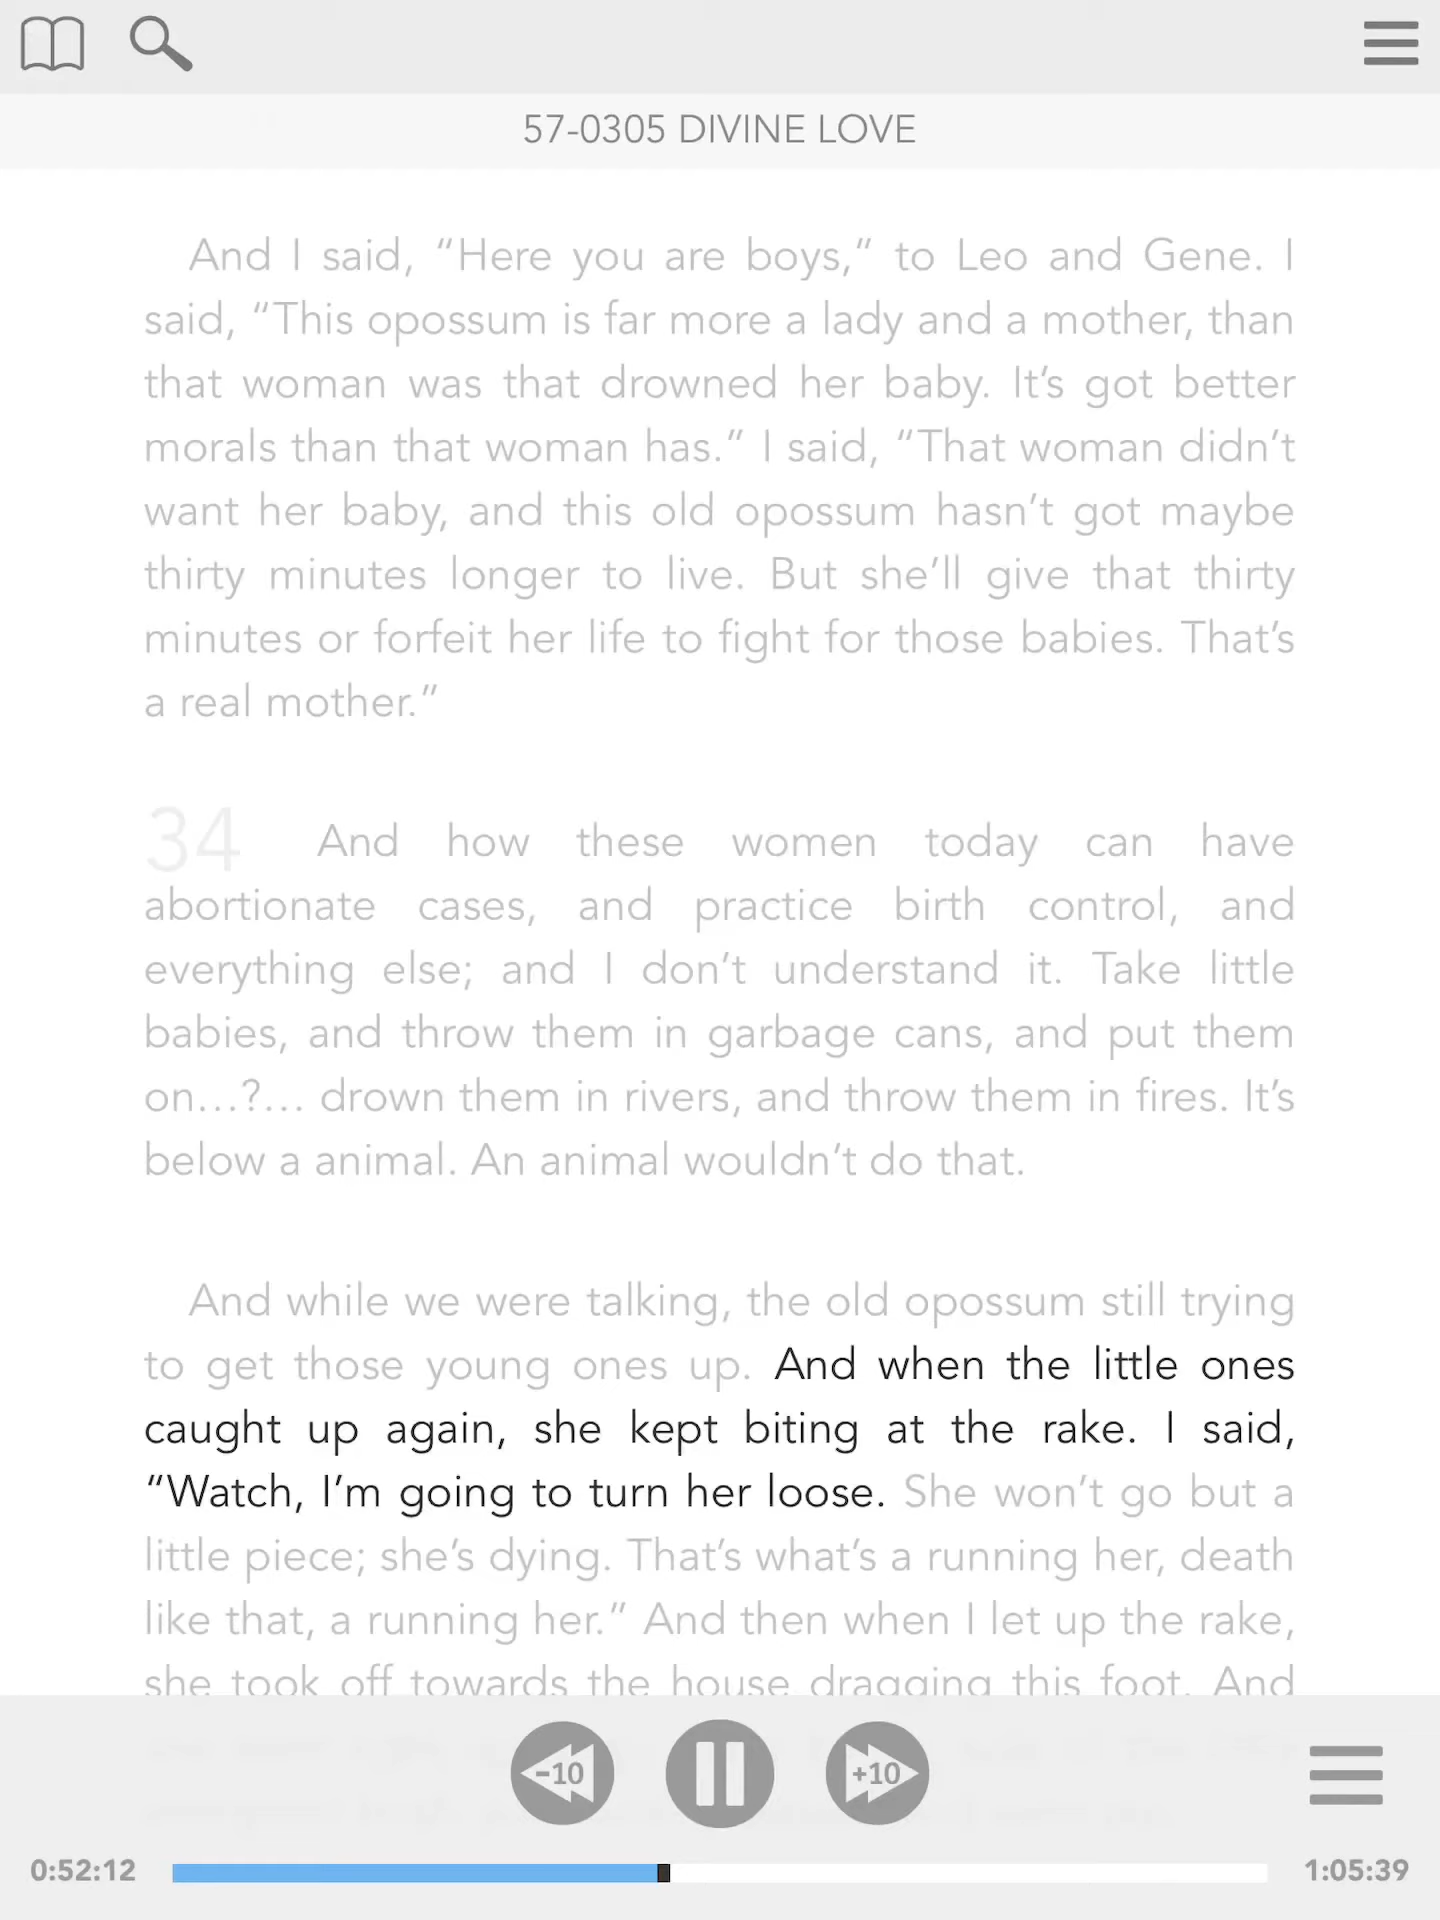 57-0305 DIVINE LOVE
And I said, “Here you are boys,” to Leo and Gene. I
said, “This opossum is far more a lady and a mother, than
that woman was that drowned her baby. It’s got better
morals than that woman has.” I said, “That woman didn’t
want her baby, and this old opossum hasn’t got maybe
thirty minutes longer to live. But she’ll give that thirty
minutes or forfeit her life to fight for those babies. That’s
a real mother.”
34 And how these women today can have
abortionate cases, and practice birth control, and
everything else; and I don’t understand it. Take little
babies, and throw them in garbage cans, and put them
on…?… drown them in rivers, and throw them in fires. It’s
below a animal. An animal wouldn’t do that.
And while we were talking, the old opossum still trying
to get those young ones up. And when the little ones
caught up again, she kept biting at the rake. I said,
“Watch, I’m going to turn her loose. She won’t go but a
little piece; she’s dying. That’s what’s a running her, death
like that, a running her.” And then when I let up the rake,
she took off towards the house dragging this foot. And
-10 +10
0:52:12 1:05:39